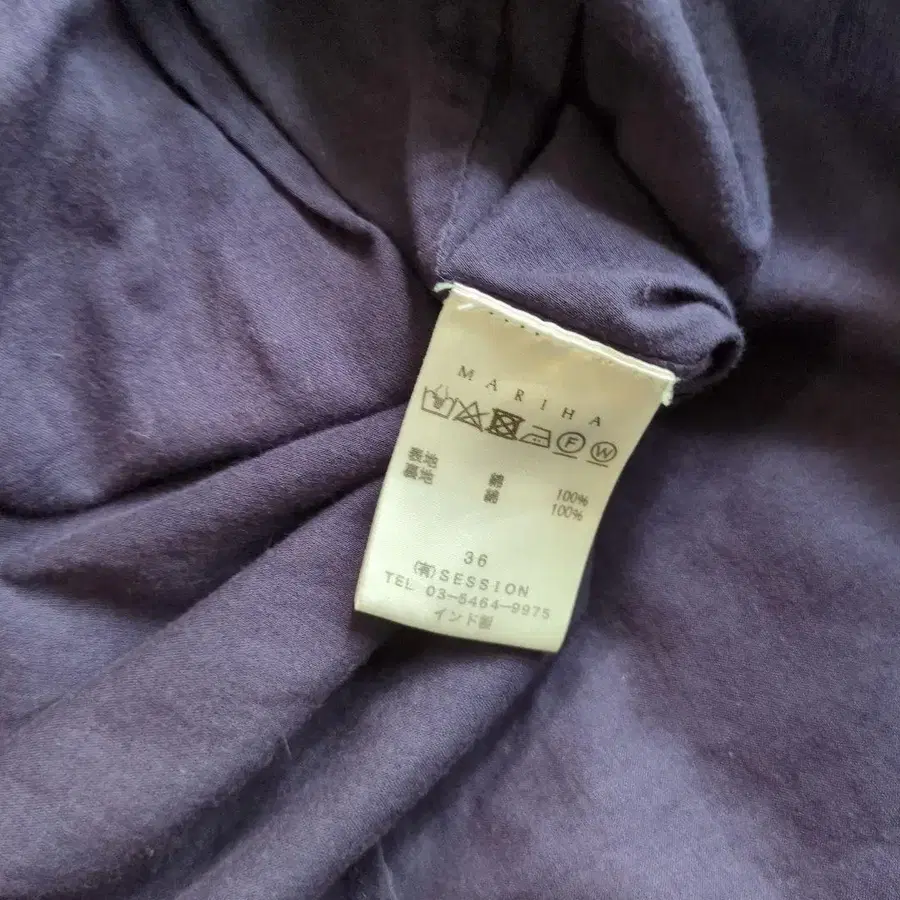 MARIHA
F W
表地 綿 100%
裏地 綿 100%
36
(有)SESSION
TEL 03-5464-9975
インド製